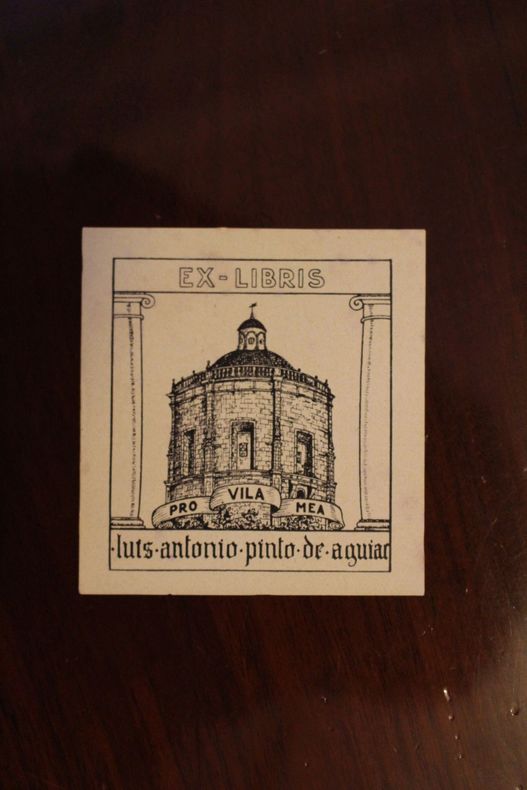 EX-LIBRIS
PRO VILA MEA
·luis·antonio·pinto·de·aguiar